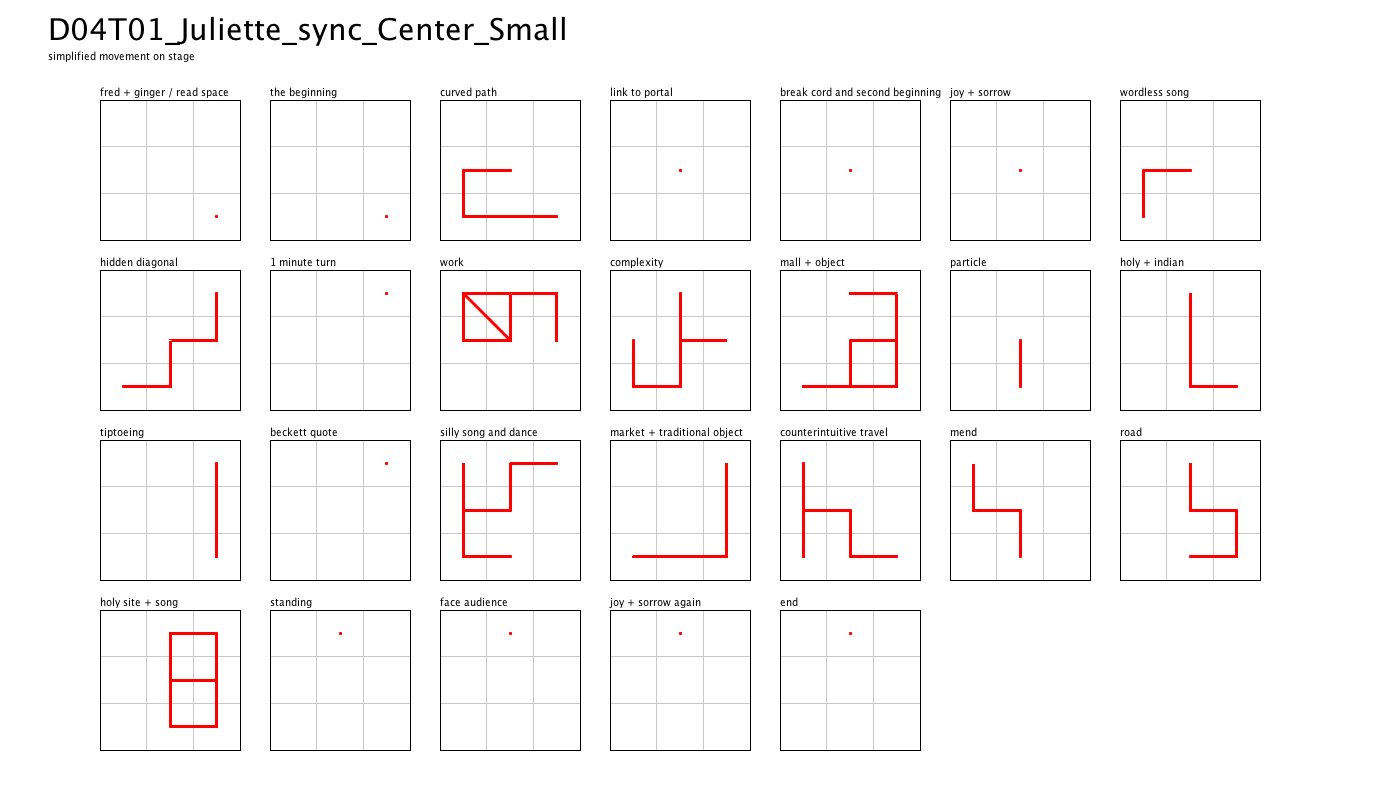 D04T01_Juliette_sync_Center_Small
simplified movement on stage
fred + ginger / read space
the beginning
curved path
link to portal
break cord and second beginning
joy + sorrow
wordless song
hidden diagonal
1 minute turn
work
complexity
mall + object
particle
holy + indian
tiptoeing
beckett quote
silly song and dance
market + traditional object
counterintuitive travel
mend
road
holy site + song
standing
face audience
joy + sorrow again
end